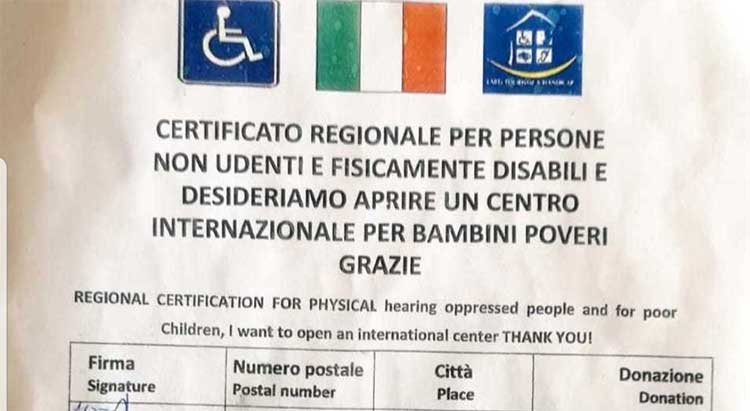 CERTIFICATO REGIONALE PER PERSONE
NON UDENTI E FISICAMENTE DISABILI E
DESIDERIAMO APRIRE UN CENTRO
INTERNAZIONALE PER BAMBINI POVERI
GRAZIE
REGIONAL CERTIFICATION FOR PHYSICAL hearing oppressed people and for poor
Children, I want to open an international center THANK YOU!
Firma Numero postale Città Donazione
Signature Postal number Place Donation